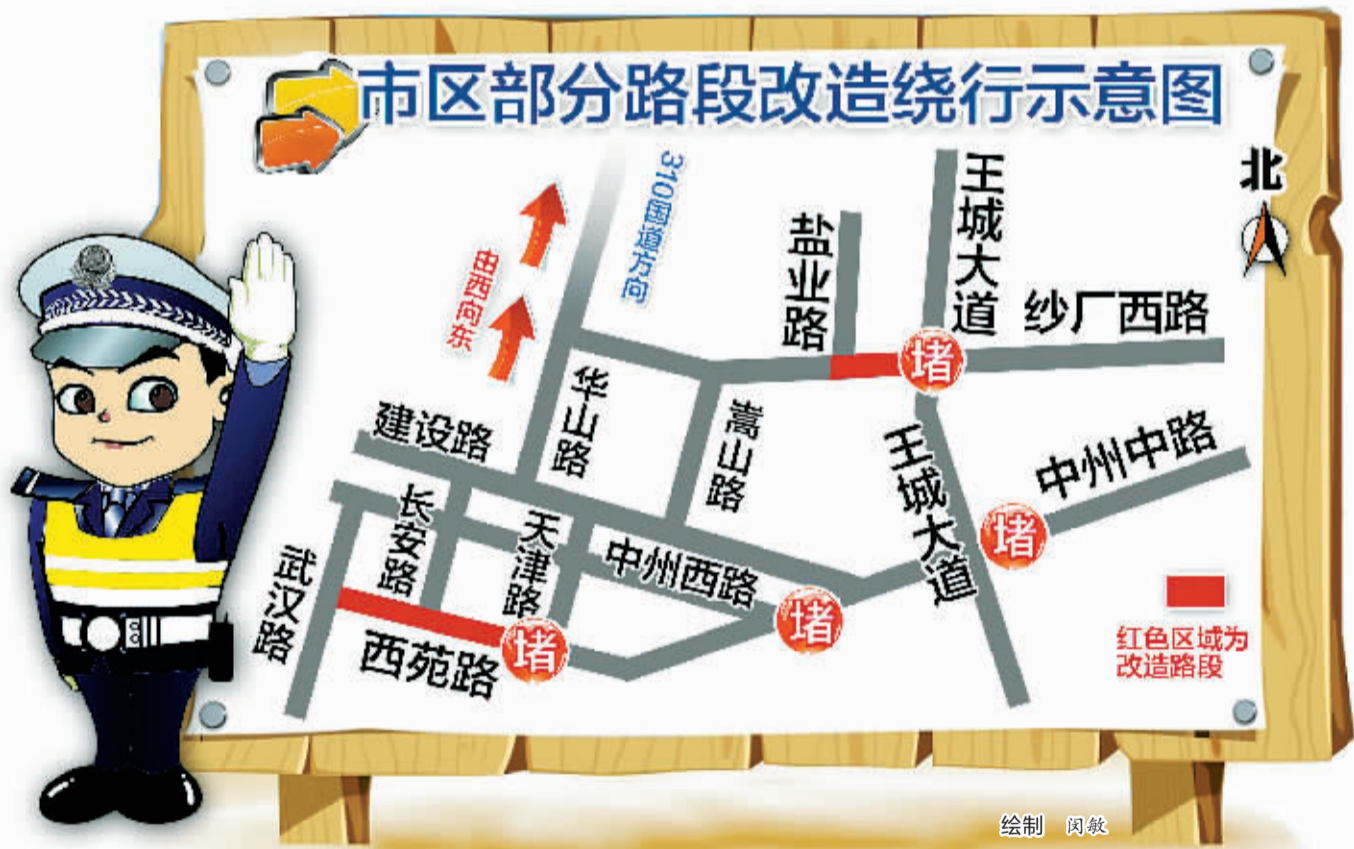 市区部分路段改造绕行示意图
北
310国道方向
由西向东
盐业路
王城大道
纱厂西路
堵
华山路
嵩山路
建设路
王城大道
中州中路
堵
长安路
天津路
中州西路
堵
武汉路
西苑路
堵
红色区域为
改造路段
绘制 闵敏